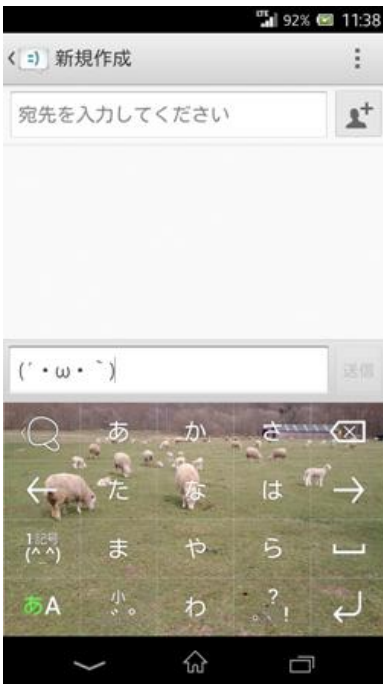 LTE 92% 11:38
=) 新規作成
宛先を入力してください
(´・ω・`)
送信
あ か さ
た な は
1記号
(^_^) ま や ら
あA 小゛゜ わ 、。?!